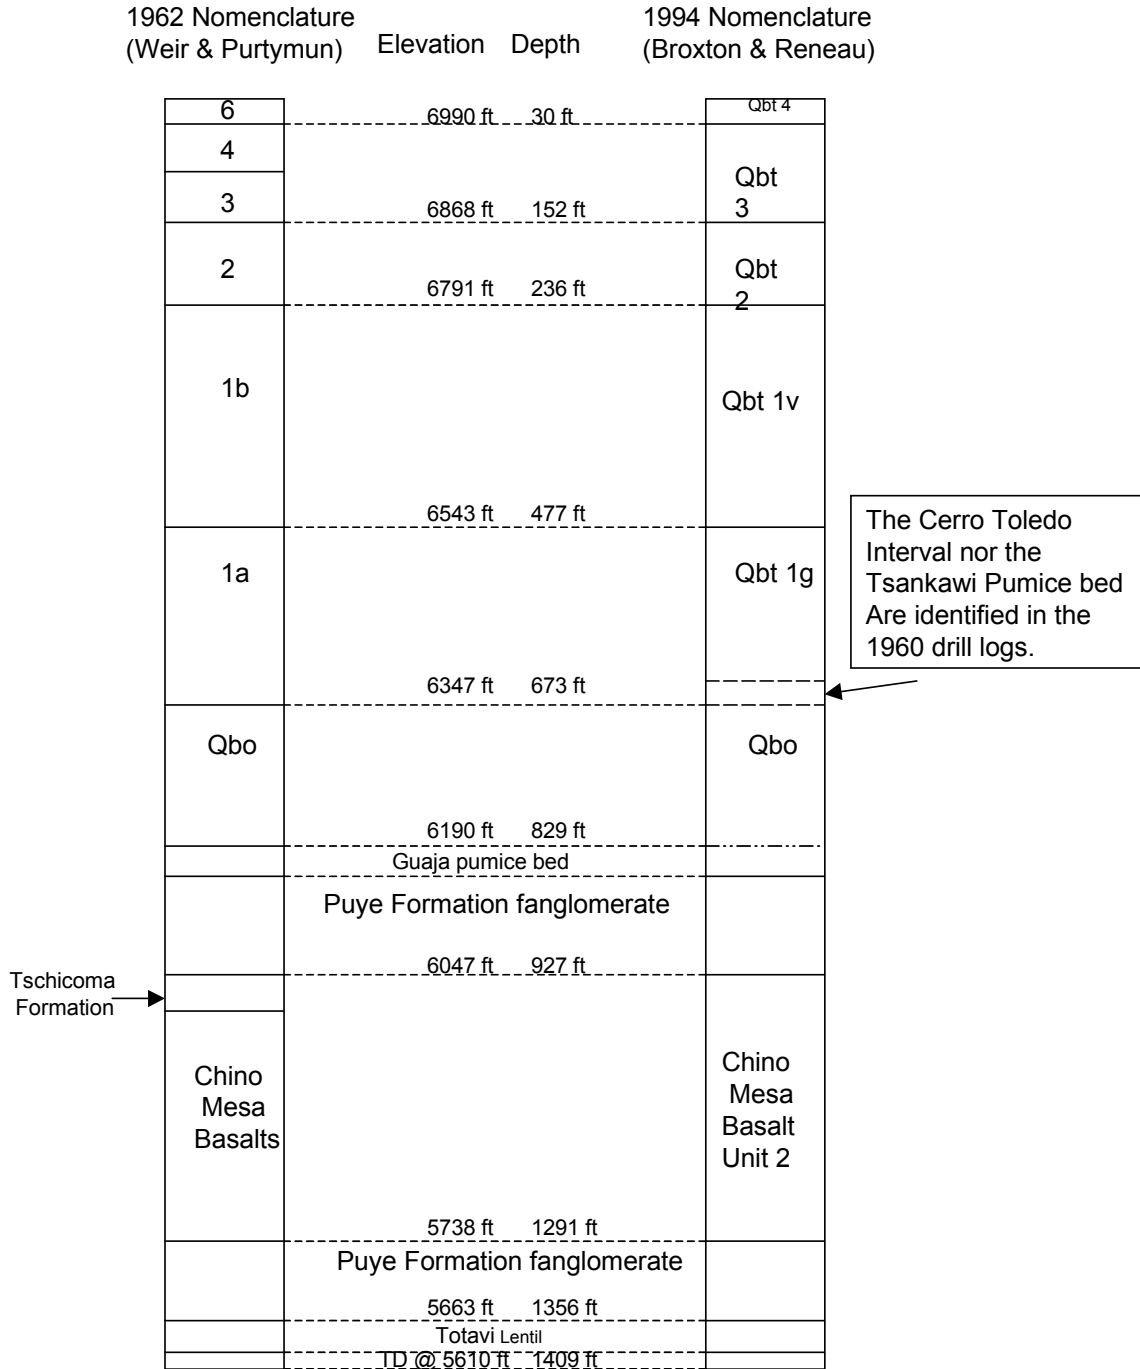 1962 Nomenclature
(Weir & Purtymun)
Elevation Depth
1994 Nomenclature
(Broxton & Reneau)
6
6990 ft 30 ft
Qbt 4
4
3
6868 ft 152 ft
Qbt
3
2
6791 ft 236 ft
Qbt
2
1b
Qbt 1v
6543 ft 477 ft
1a
Qbt 1g
The Cerro Toledo
Interval nor the
Tsankawi Pumice bed
Are identified in the
1960 drill logs.
6347 ft 673 ft
Qbo
Qbo
6190 ft 829 ft
Guaja pumice bed
Puye Formation fanglomerate
6047 ft 927 ft
Tschicoma
Formation
Chino
Mesa
Basalts
Chino
Mesa
Basalt
Unit 2
5738 ft 1291 ft
Puye Formation fanglomerate
5663 ft 1356 ft
Totavi Lentil
TD @ 5610 ft 1409 ft